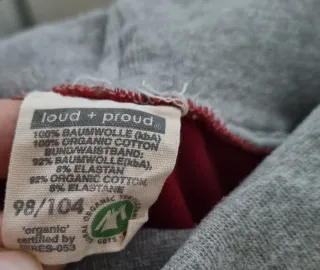 loud + proud®
100% BAUMWOLLE (kbA)
100% ORGANIC COTTON
BUND/WAISTBAND:
92% BAUMWOLLE(kbA),
8% ELASTAN
92% ORGANIC COTTON
8% ELASTANE
98/104
'organic'
certified by
GOTS